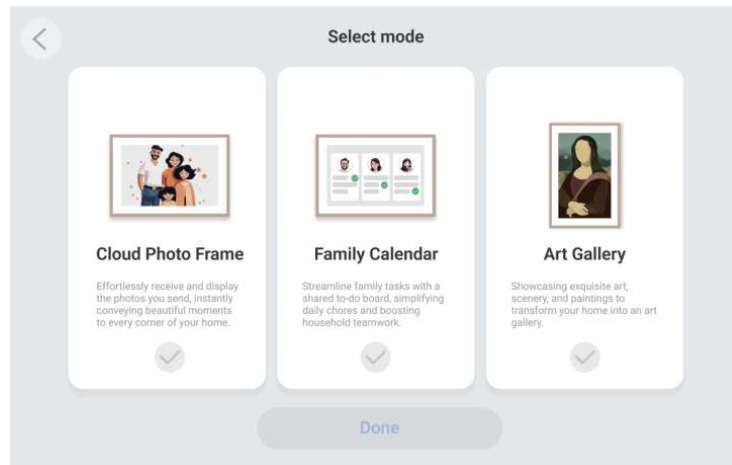 Select mode
Cloud Photo Frame
Effortlessly receive and display
the photos you send, instantly
conveying beautiful moments
to every corner of your home.
Family Calendar
Streamline family tasks with a
shared to-do board, simplifying
daily chores and boosting
household teamwork.
Art Gallery
Showcasing exquisite art,
scenery, and paintings to
transform your home into an art
gallery.
Done